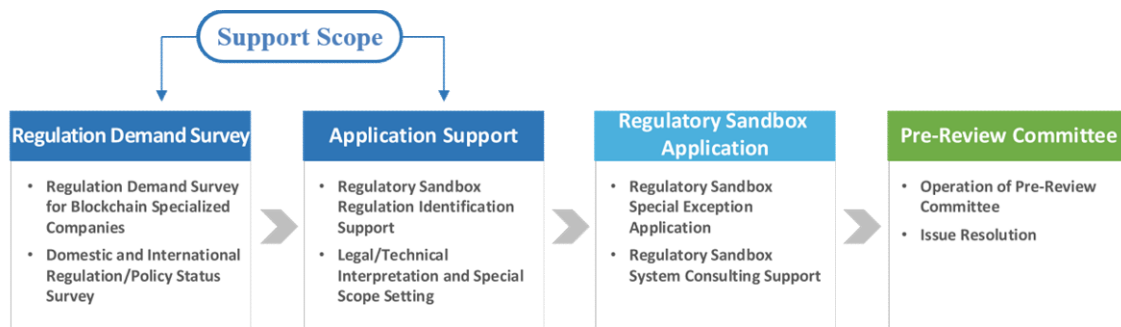 Support Scope
Regulation Demand Survey
• Regulation Demand Survey
for Blockchain Specialized
Companies
• Domestic and International
Regulation/Policy Status
Survey
Application Support
• Regulatory Sandbox
Regulation Identification
Support
• Legal/Technical
Interpretation and Special
Scope Setting
Regulatory Sandbox
Application
• Regulatory Sandbox
Special Exception
Application
• Regulatory Sandbox
System Consulting Support
Pre-Review Committee
• Operation of Pre-Review
Committee
• Issue Resolution